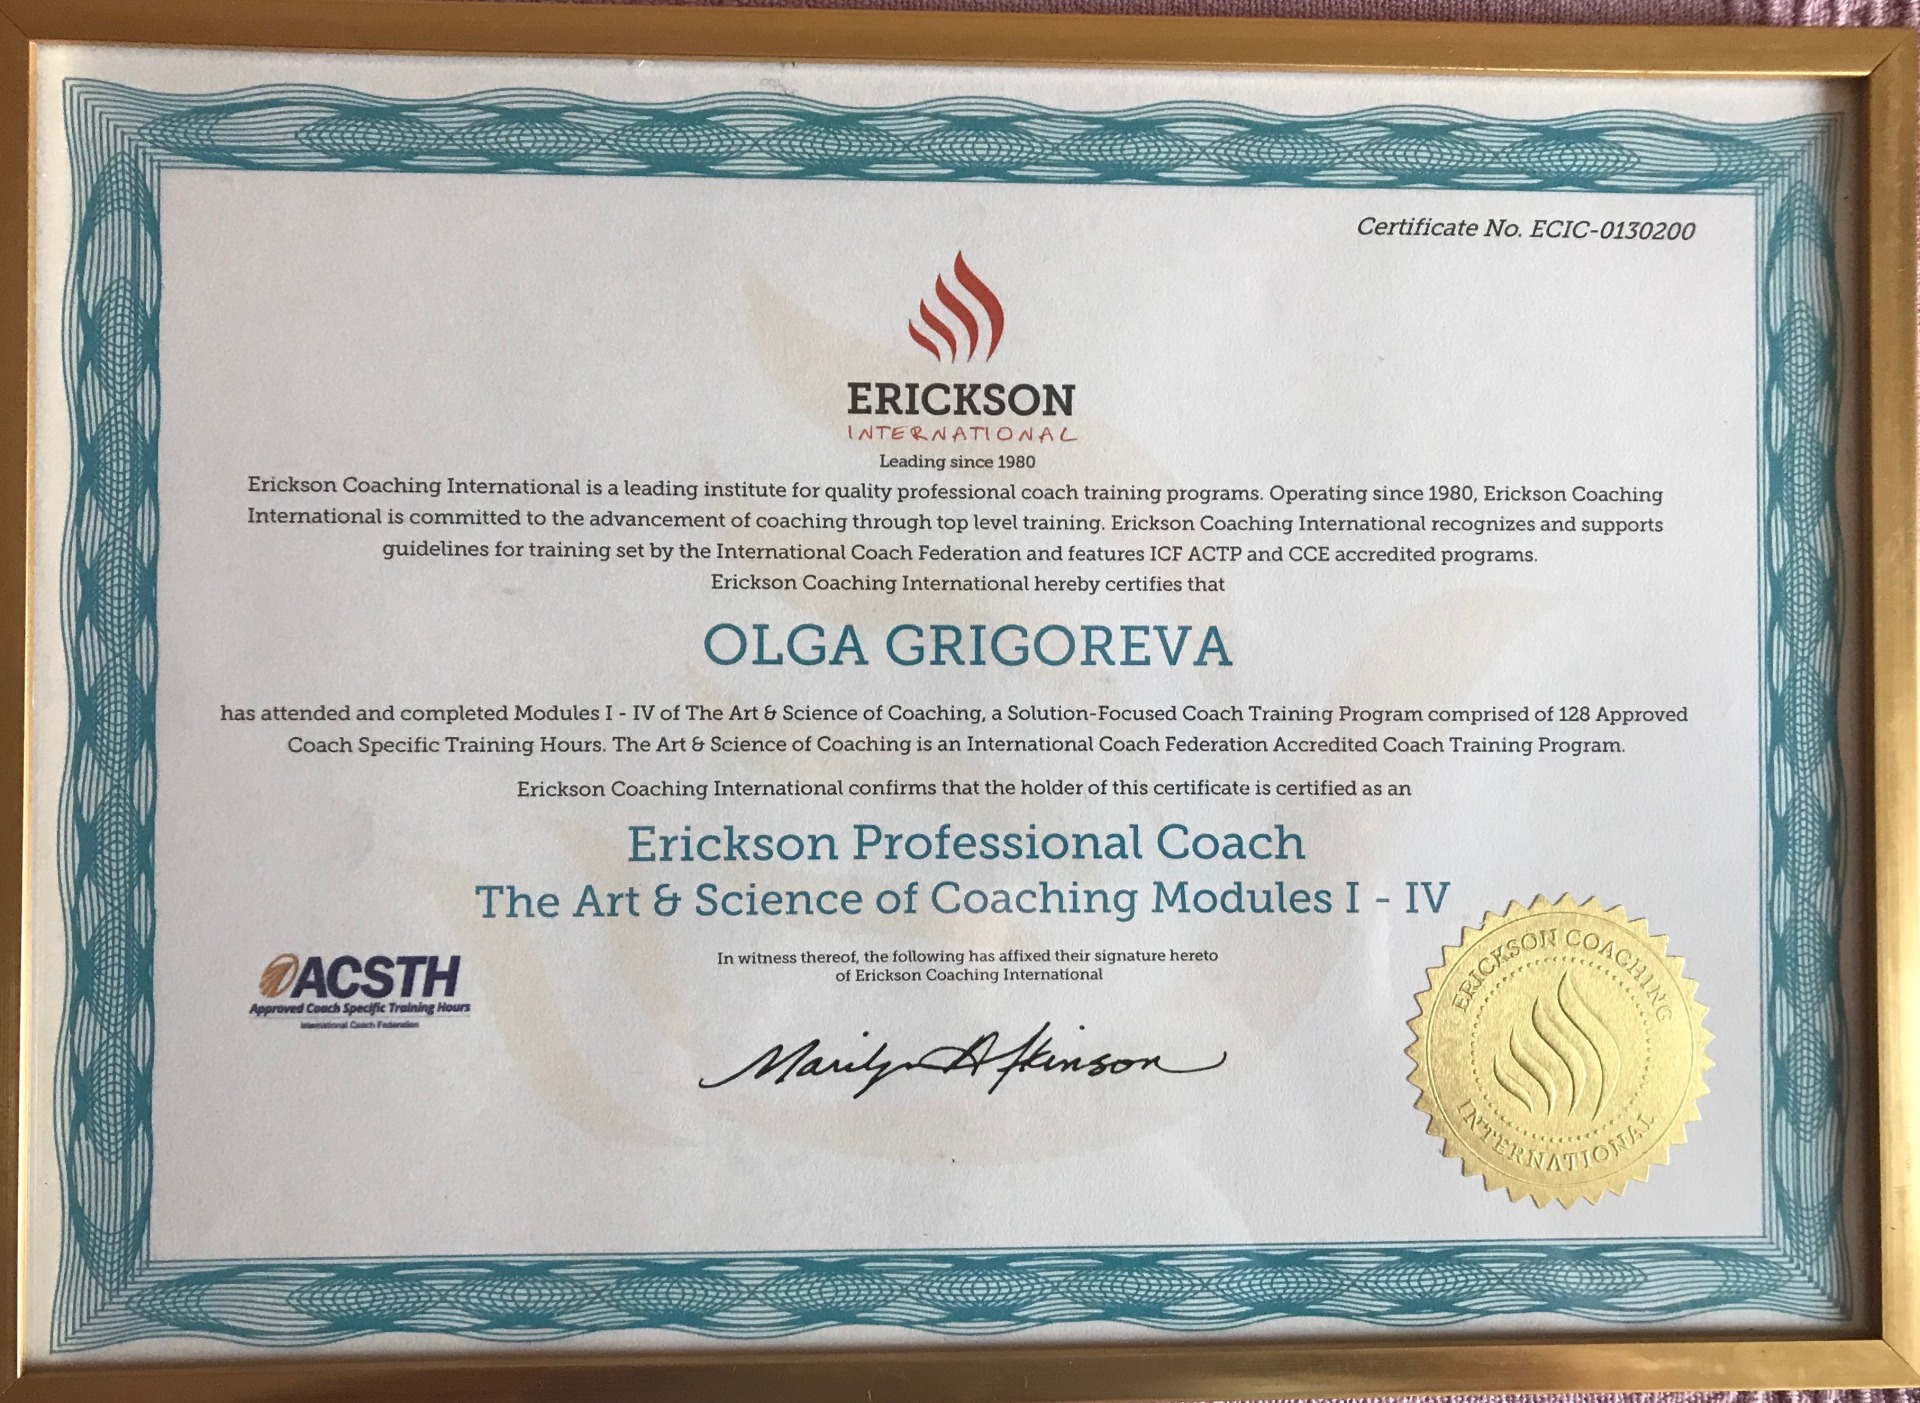 Certificate No. ECIC-0130200
ERICKSON
INTERNATIONAL
Leading since 1980
Erickson Coaching International is a leading institute for quality professional coach training programs. Operating since 1980, Erickson Coaching
International is committed to the advancement of coaching through top level training. Erickson Coaching International recognizes and supports
guidelines for training set by the International Coach Federation and features ICF ACTP and CCE accredited programs.
Erickson Coaching International hereby certifies that
OLGA GRIGOREVA
has attended and completed Modules I - IV of The Art & Science of Coaching, a Solution-Focused Coach Training Program comprised of 128 Approved
Coach Specific Training Hours. The Art & Science of Coaching is an International Coach Federation Accredited Coach Training Program.
Erickson Coaching International confirms that the holder of this certificate is certified as an
Erickson Professional Coach
The Art & Science of Coaching Modules I - IV
In witness thereof, the following has affixed their signature hereto
of Erickson Coaching International
ACSTH
Approved Coach Specific Training Hours
International Coach Federation
Marilyn Atkinson
ERICKSON COACHING
INTERNATIONAL